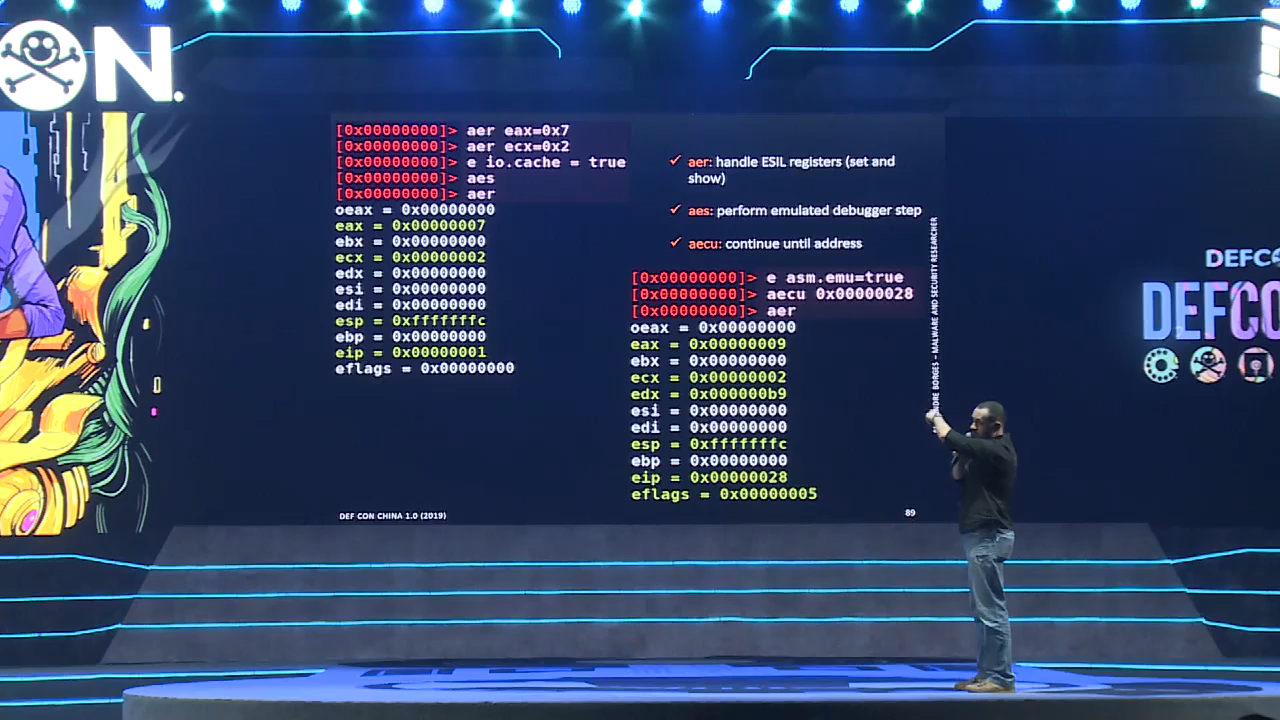 N.
[0x00000000]> aer eax=0x7
[0x00000000]> aer ecx=0x2
[0x00000000]> e io.cache = true
[0x00000000]> aes
[0x00000000]> aer
oeax = 0x00000000
eax = 0x00000007
ebx = 0x00000000
ecx = 0x00000002
edx = 0x00000000
esi = 0x00000000
edi = 0x00000000
esp = 0xfffffffc
ebp = 0x00000000
eip = 0x00000001
eflags = 0x00000000
✓ aer: handle ESIL registers (set and
show)
✓ aes: perform emulated debugger step
✓ aecu: continue until address
[0x00000000]> e asm.emu=true
[0x00000000]> aecu 0x00000028
[0x00000000]> aer
oeax = 0x00000000
eax = 0x00000009
ebx = 0x00000000
ecx = 0x00000002
edx = 0x000000b9
esi = 0x00000000
edi = 0x00000000
esp = 0xfffffffc
ebp = 0x00000000
eip = 0x00000028
eflags = 0x00000005
BORGES – MALWARE AND SECURITY RESEARCHER
DEF CON CHINA 1.0 (2019)
89
DEFC
DEFCO